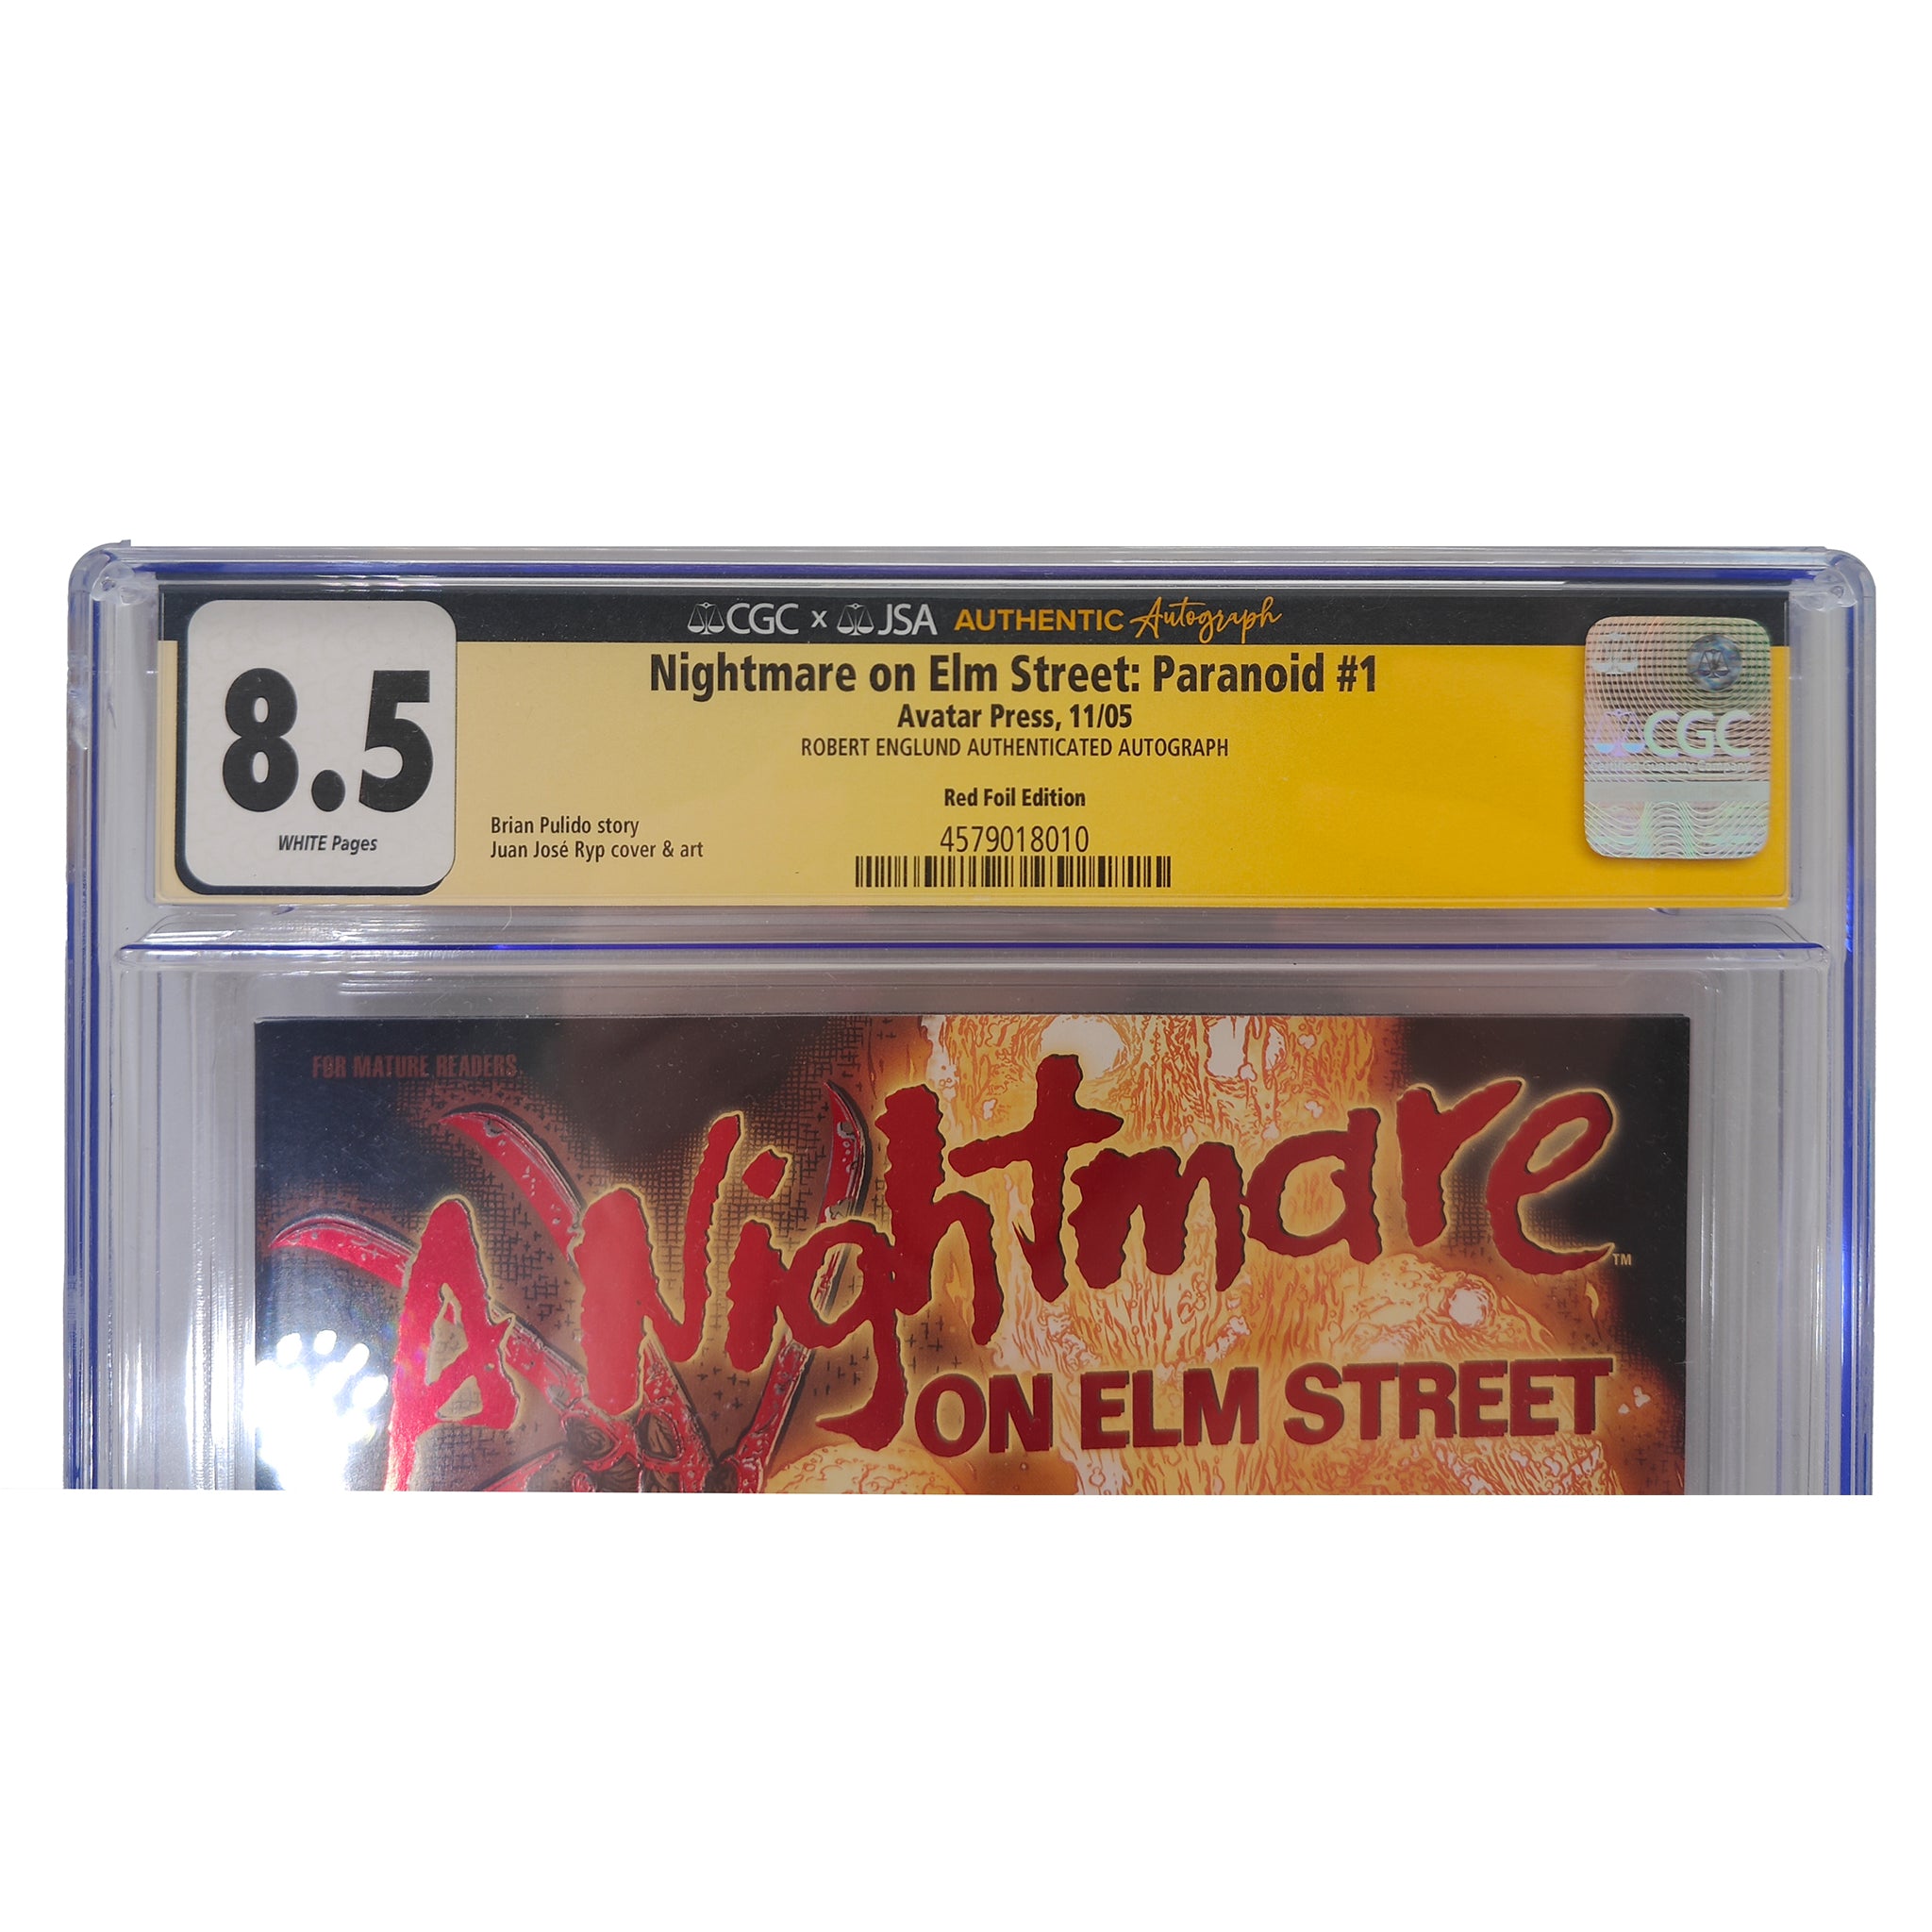 CGC x JSA AUTHENTIC Autograph
8.5
WHITE Pages
Nightmare on Elm Street: Paranoid #1
Avatar Press, 11/05
ROBERT ENGLUND AUTHENTICATED AUTOGRAPH
Red Foil Edition
Brian Pulido story
Juan José Ryp cover & art
4579018010
CGC
FOR MATURE READERS
A Nightmare TM
ON ELM STREET